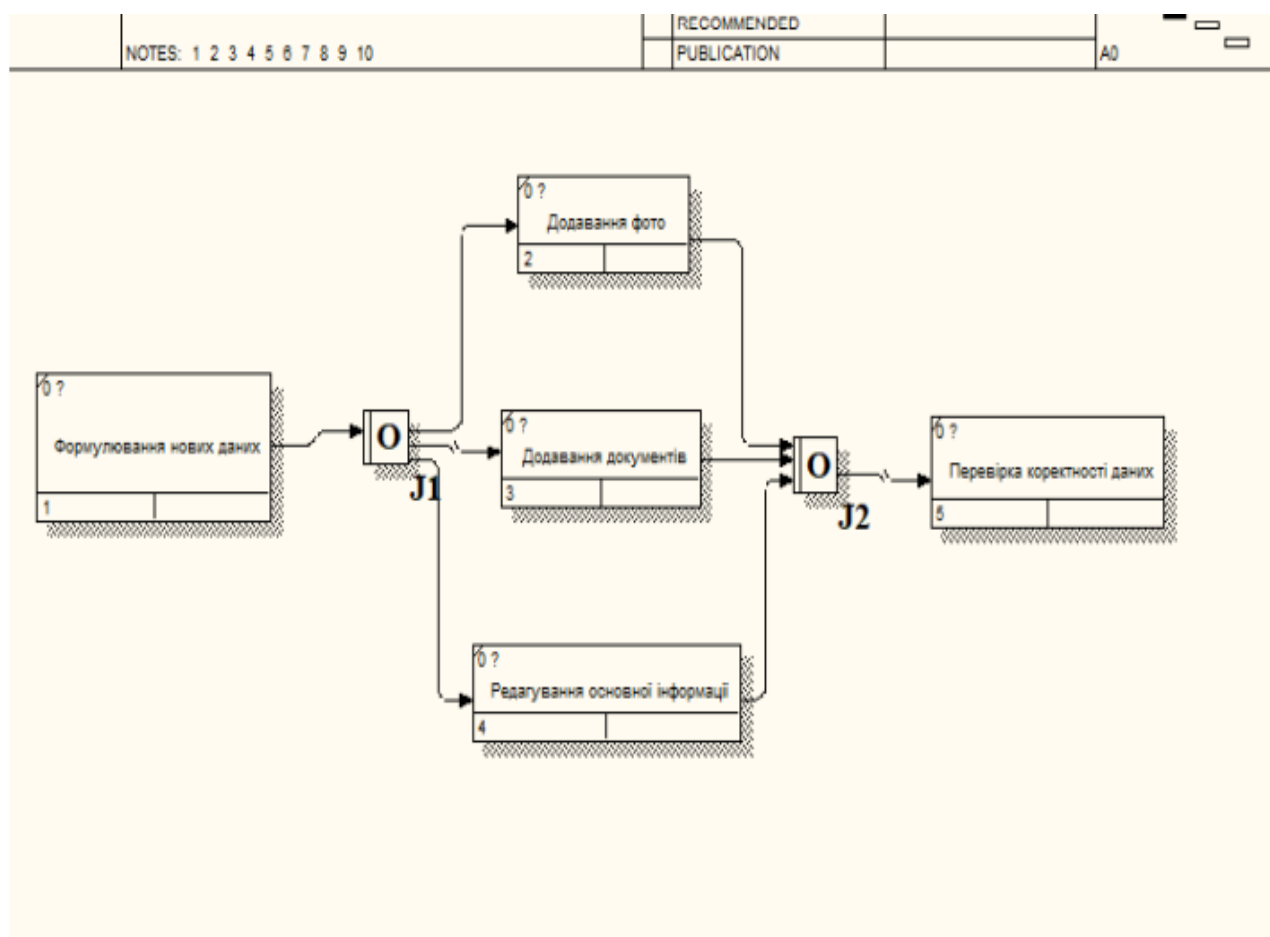 RECOMMENDED
NOTES: 1 2 3 4 5 6 7 8 9 10
PUBLICATION
A0
0 ?
Додавання фото
2
0 ?
Формулювання нових даних
1
O
J1
0 ?
Додавання документів
3
O
J2
0 ?
Перевірка коректності даних
5
0 ?
Редагування основної інформації
4